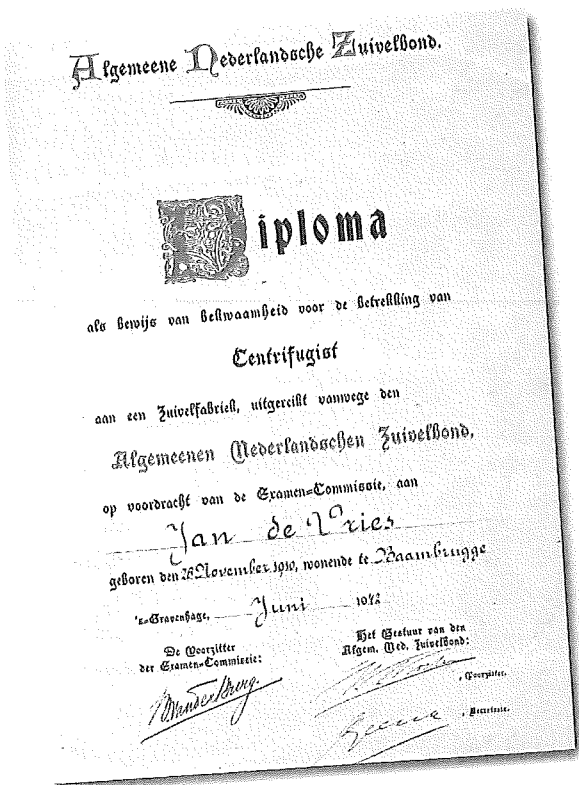 Algemeene Nederlandsche Zuivelbond.
Diploma
als bewijs van bekwaamheid voor de betrekking van
Centrifugist
aan een Zuivelfabriek, uitgereikt vanwege den
Algemeenen Nederlandschen Zuivelbond,
op voordracht van de Examen=Commissie, aan
Jan de Vries
geboren den 28 November 1910, wonende te Baambrugge
's=Gravenhage, Juni 1942
De Voorzitter
der Examen=Commissie:
Het Bestuur van den
Algem. Ned. Zuivelbond:
, Voorzitter.
, Secretaris.